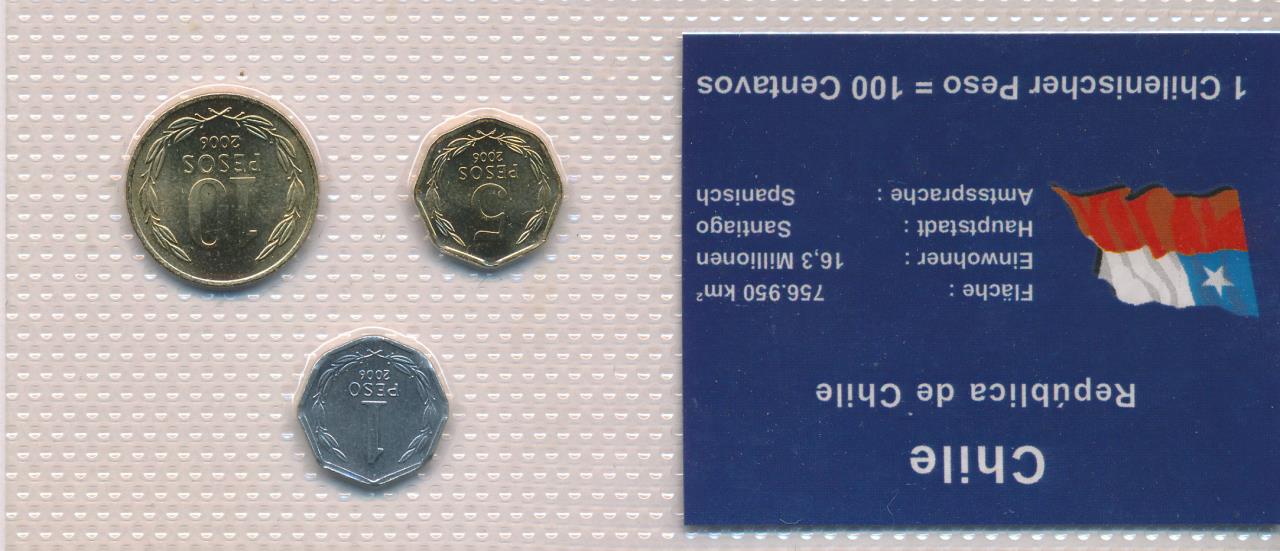 Chile
República de Chile
Fläche : 756.950 km²
Einwohner : 16,3 Millionen
Hauptstadt : Santiago
Amtssprache : Spanisch
1 Chilenischer Peso = 100 Centavos
1
PESO
2006
5
PESOS
2006
10
PESOS
2006